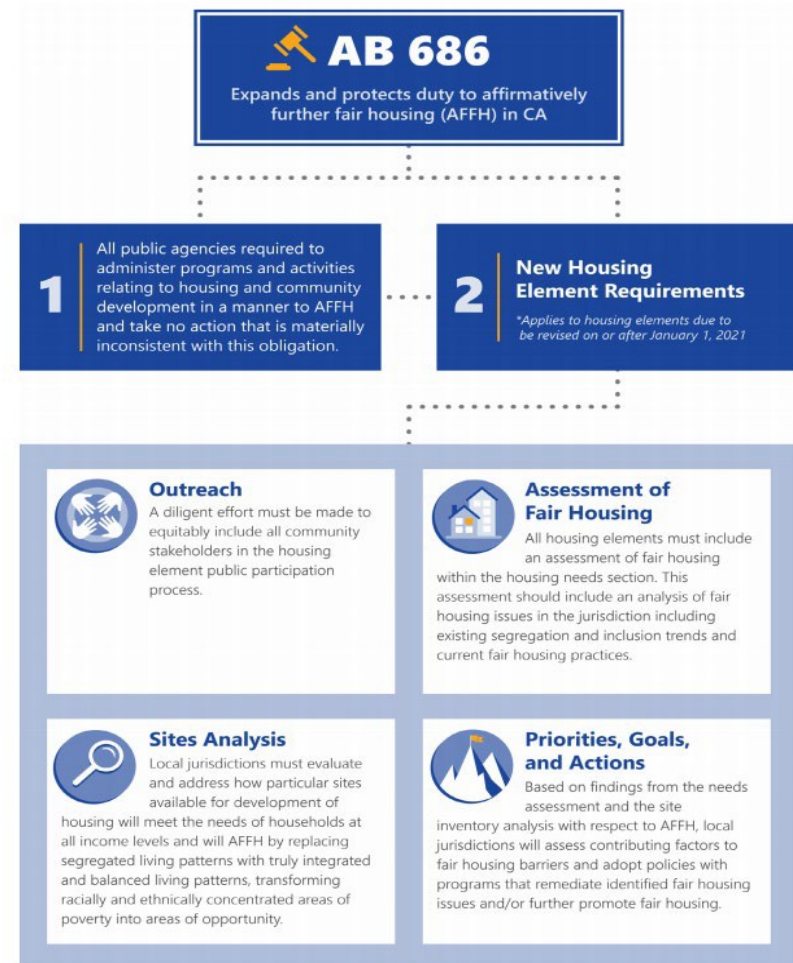 AB 686
Expands and protects duty to affirmatively
further fair housing (AFFH) in CA
1
All public agencies required to
administer programs and activities
relating to housing and community
development in a manner to AFFH
and take no action that is materially
inconsistent with this obligation.
2
New Housing
Element Requirements
*Applies to housing elements due to
be revised on or after January 1, 2021
Outreach
A diligent effort must be made to
equitably include all community
stakeholders in the housing
element public participation
process.
Assessment of
Fair Housing
All housing elements must include
an assessment of fair housing
within the housing needs section. This
assessment should include an analysis of fair
housing issues in the jurisdiction including
existing segregation and inclusion trends and
current fair housing practices.
Sites Analysis
Local jurisdictions must evaluate
and address how particular sites
available for development of
housing will meet the needs of households at
all income levels and will AFFH by replacing
segregated living patterns with truly integrated
and balanced living patterns, transforming
racially and ethnically concentrated areas of
poverty into areas of opportunity.
Priorities, Goals,
and Actions
Based on findings from the needs
assessment and the site
inventory analysis with respect to AFFH, local
jurisdictions will assess contributing factors to
fair housing barriers and adopt policies with
programs that remediate identified fair housing
issues and/or further promote fair housing.